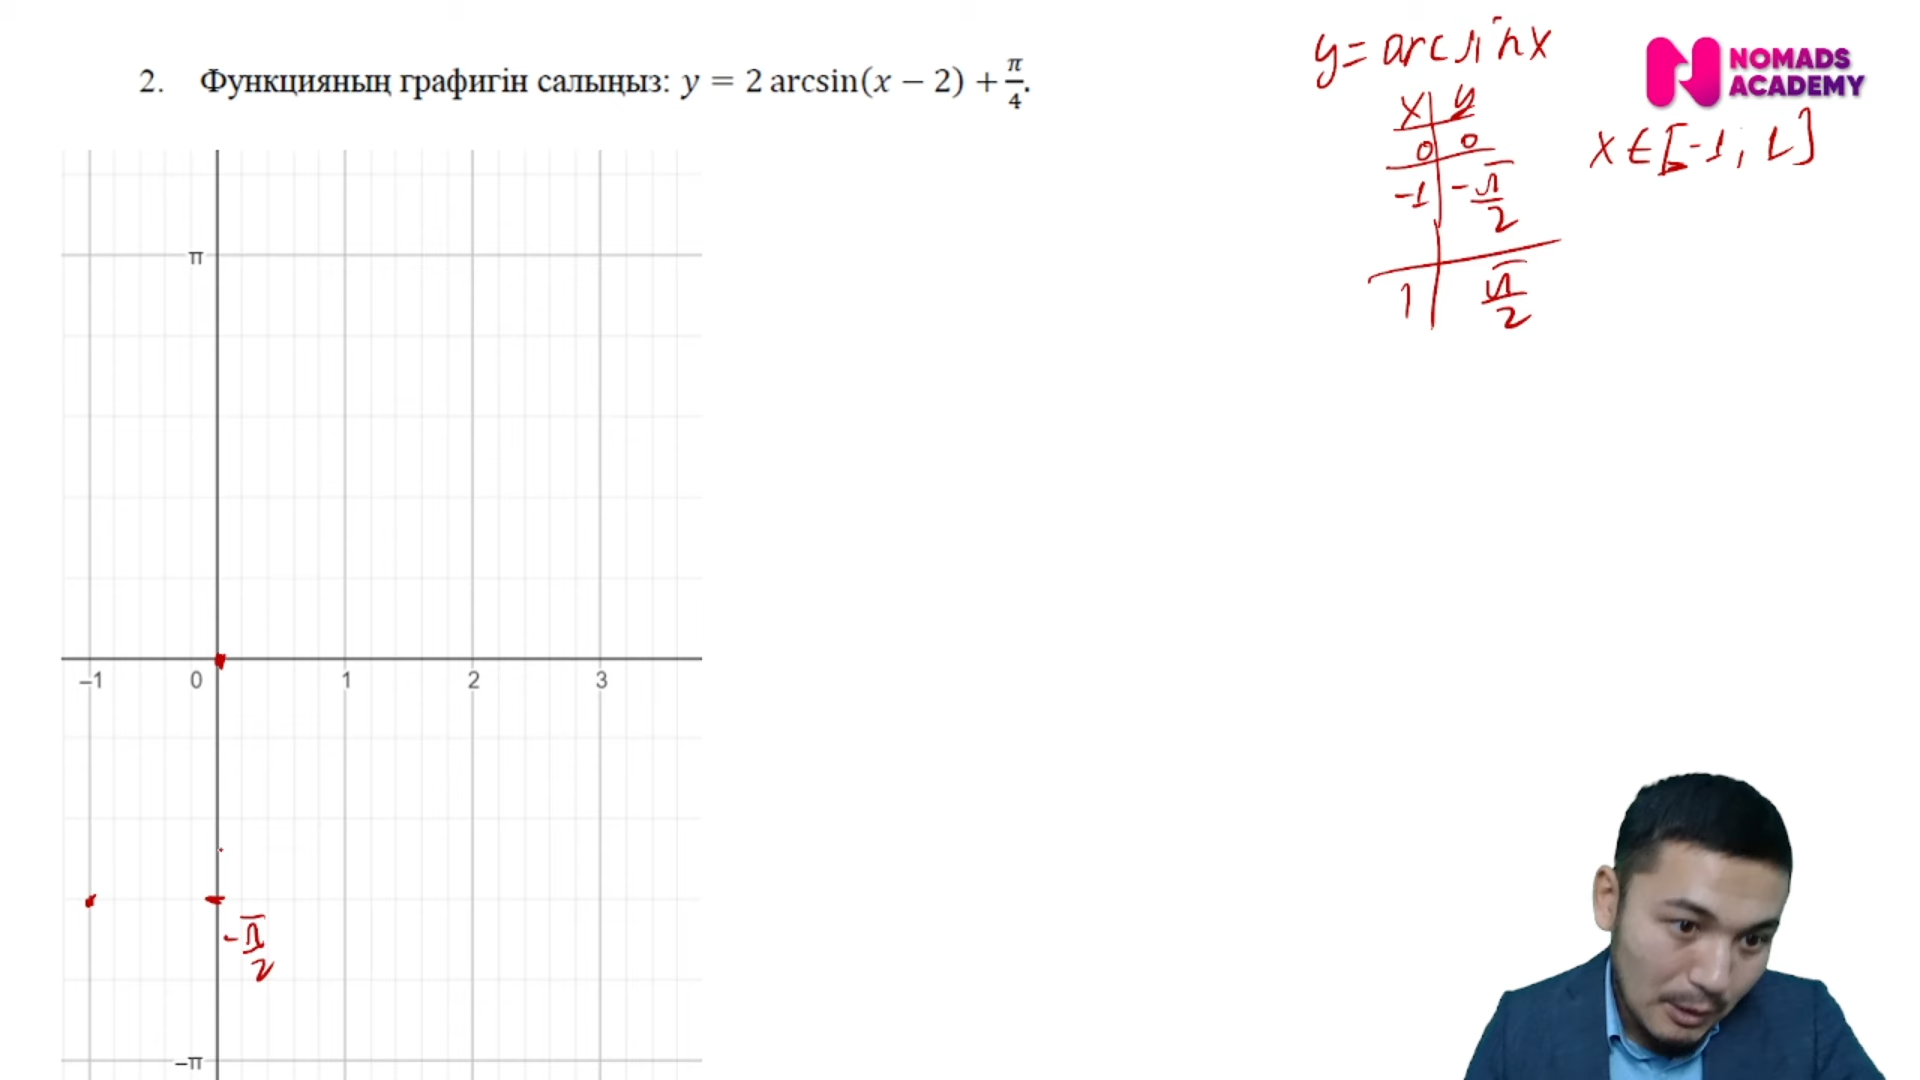 2. Функцияның графигін салыңыз: y = 2 arcsin(x − 2) + π/4.
y = arcsin x
NOMADS
ACADEMY
x | y
0 | 0
x ∈ [-1; 1]
-1 | -π/2
1 | π/2
π
-1 0 1 2 3
-π/2
-π